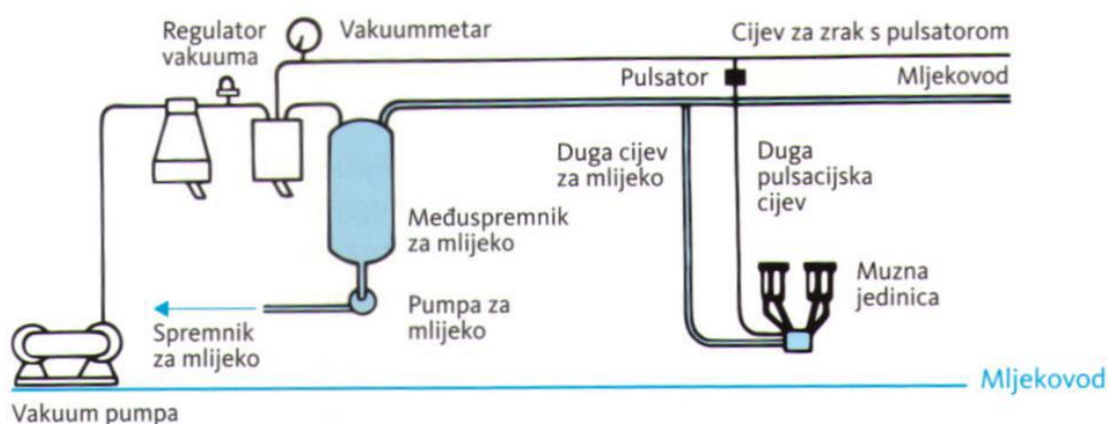 Regulator
vakuuma
Vakuummetar
Cijev za zrak s pulsatorom
Pulsator
Mljekovod
Duga cijev
za mlijeko
Duga
pulsacijska
cijev
Međuspremnik
za mlijeko
Muzna
jedinica
Pumpa za
mlijeko
Spremnik
za mlijeko
Mljekovod
Vakuum pumpa